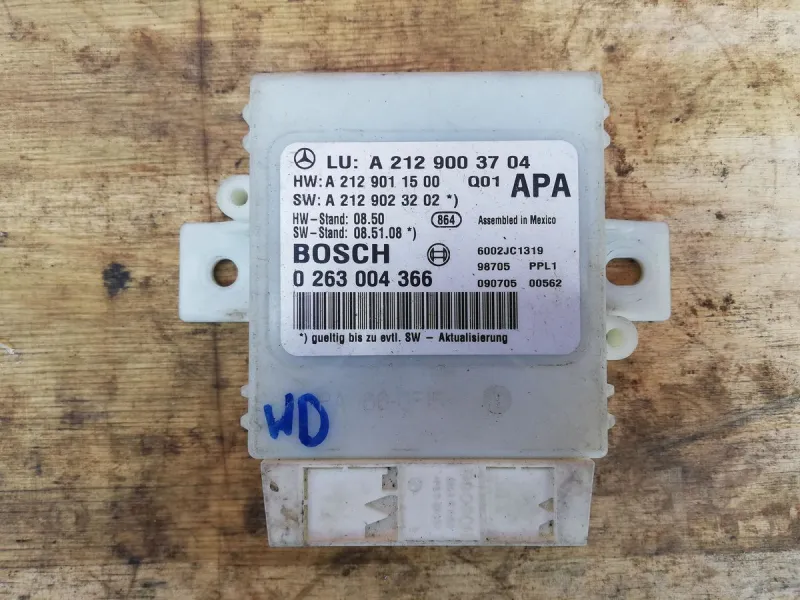 LU: A 212 900 37 04
HW: A 212 901 15 00 Q01 APA
SW: A 212 902 32 02 *)
HW-Stand: 08.50 864 Assembled in Mexico
SW-Stand: 08.51.08 *)
BOSCH 6002JC1319
0 263 004 366 98705 PPL1
090705 00562
*) gueltig bis zu evtl. SW - Aktualisierung
WD